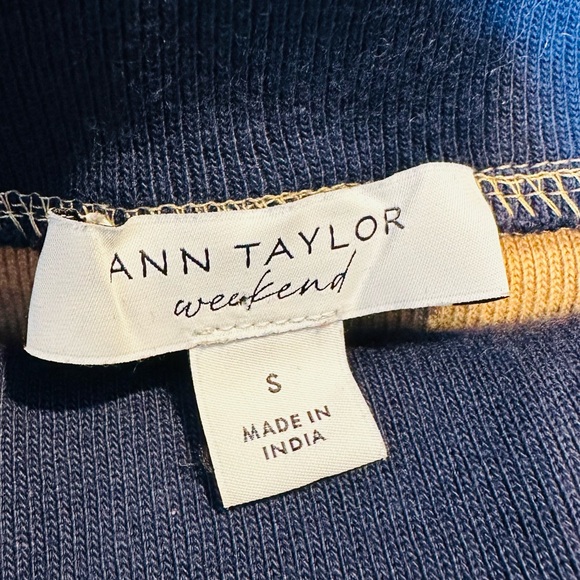 ANN TAYLOR
weekend
S
MADE IN
INDIA